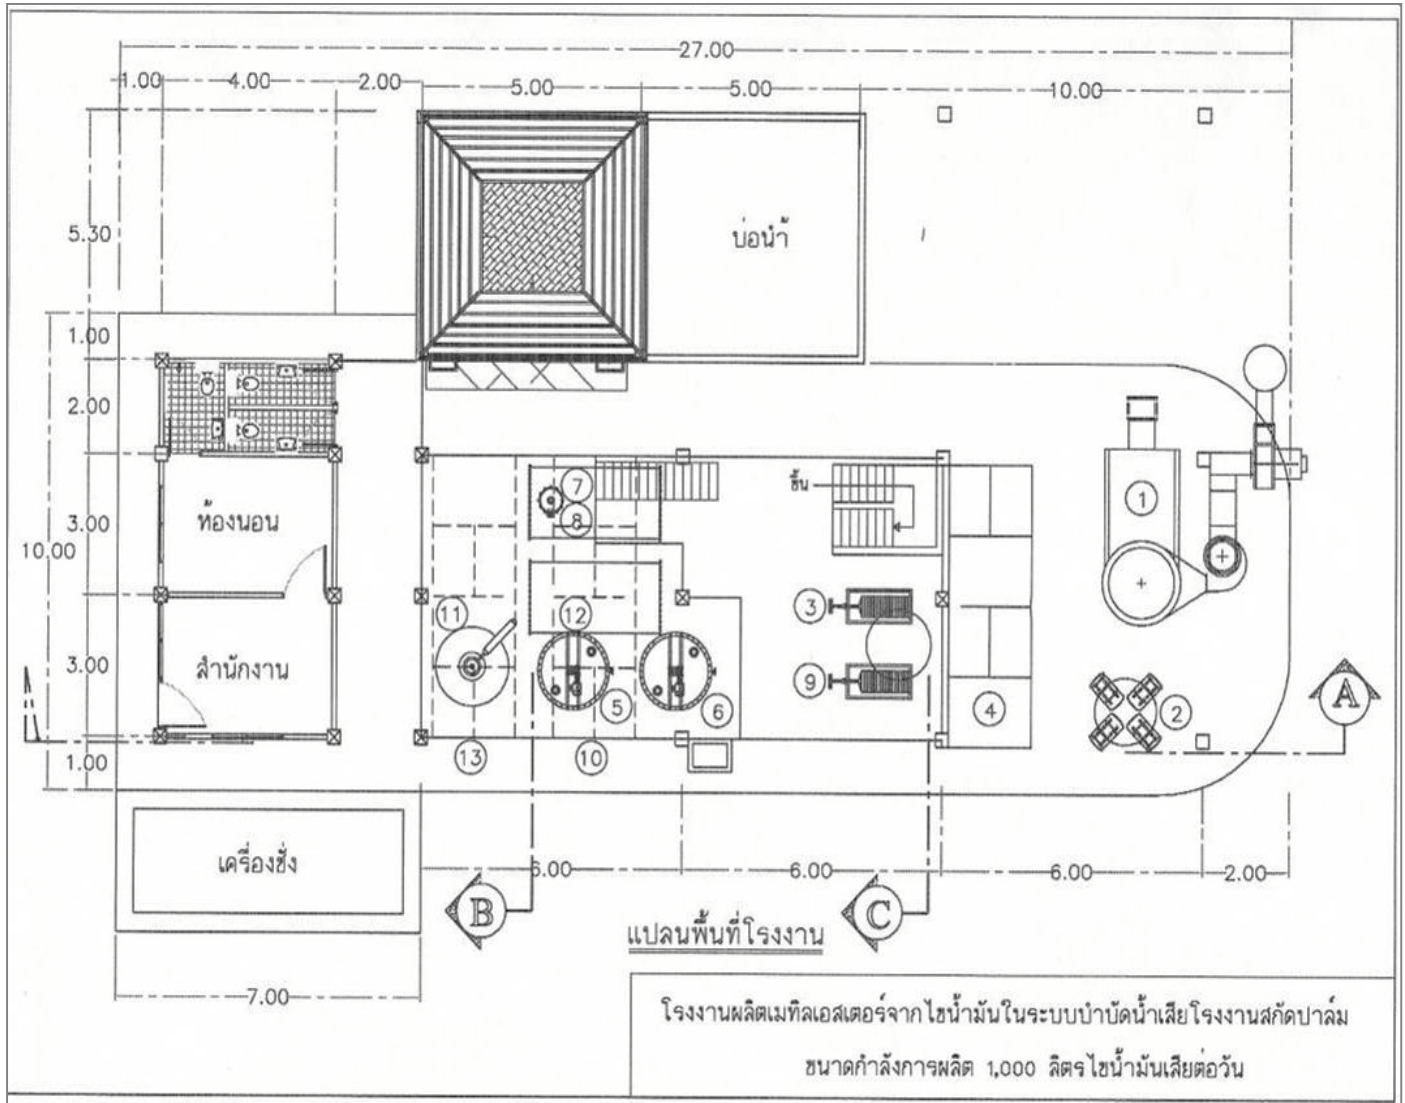 27.00
1.00 4.00 2.00 5.00 5.00 10.00
5.30
บ่อน้ำ
1.00
2.00
3.00
10.00
3.00
1.00
ห้องนอน
สำนักงาน
ขึ้น
7
8
1
11
12
3
9
5
6
4
2
13
10
A
เครื่องชั่ง
6.00 6.00 6.00 2.00
B
C
แปลนพื้นที่โรงงาน
7.00
โรงงานผลิตเมทิลเอสเตอร์จากไขน้ำมันในระบบบำบัดน้ำเสียโรงงานสกัดปาล์ม
ขนาดกำลังการผลิต 1,000 ลิตรไขน้ำมันเสียต่อวัน